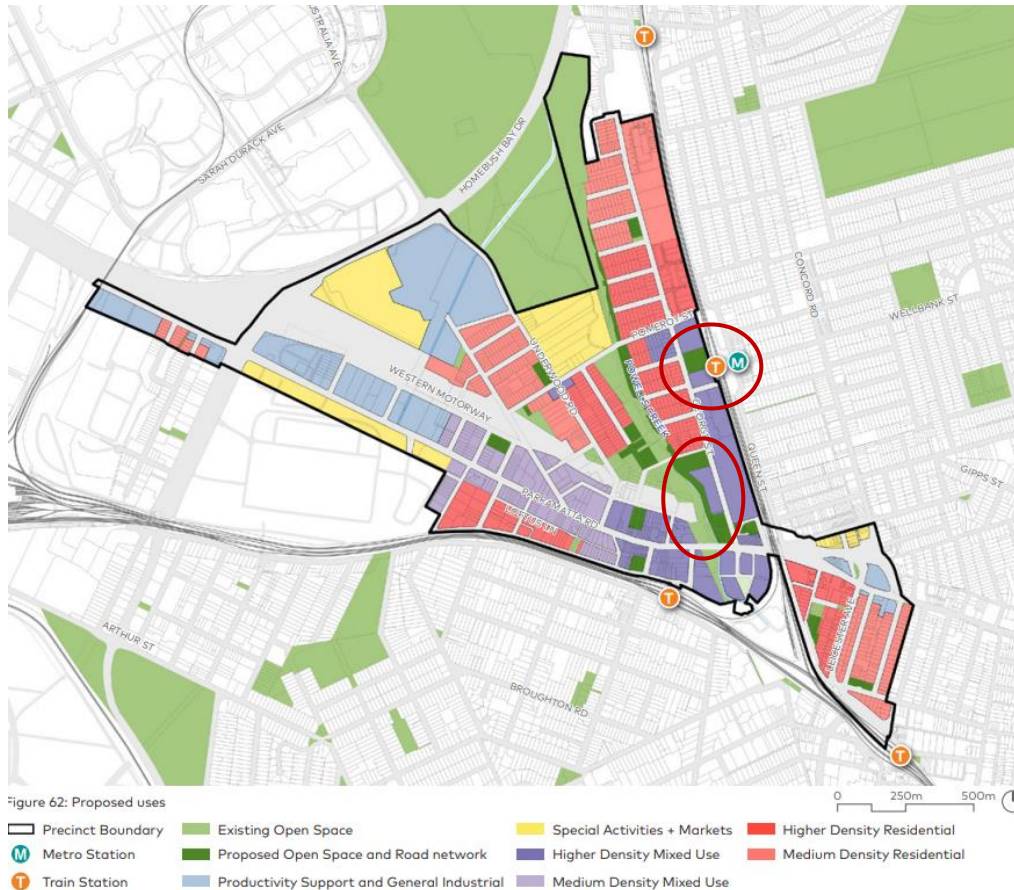 T
AUSTRALIA AVE
SARAH DURACK AVE
HOMEBUSH BAY DR
CONCORD RD
WELLBANK ST
POMEROY ST
T
M
UNDERWOOD RD
POWELLS CREEK
WESTERN MOTORWAY
GEORGE ST
QUEEN ST
GIPPS ST
PARRAMATTA RD
LOFTUS LN
T
LEICESTER AVE
ARTHUR ST
BROUGHTON RD
T
Figure 62: Proposed uses
0 250m 500m
Precinct Boundary Existing Open Space Special Activities + Markets Higher Density Residential
M Metro Station Proposed Open Space and Road network Higher Density Mixed Use Medium Density Residential
T Train Station Productivity Support and General Industrial Medium Density Mixed Use